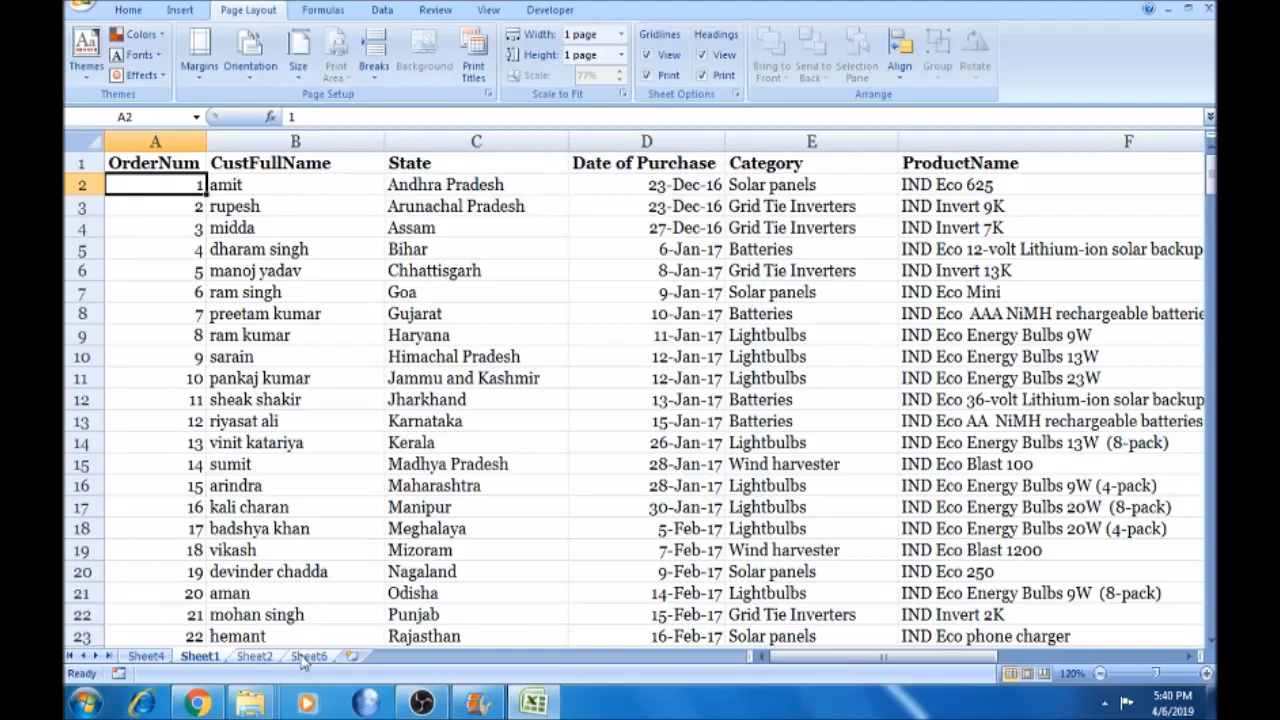 Home Insert Page Layout Formulas Data Review View Developer
Colors Width: 1 page Gridlines Headings
Fonts Height: 1 page View View
Themes Effects Margins Orientation Size Print Area Breaks Background Print Titles Scale: 77% Print Print Bring to Front Send to Back Selection Pane Align Group Rotate
Themes Page Setup Scale to Fit Sheet Options Arrange
A2 fx 1
A B C D E F
1 OrderNum CustFullName State Date of Purchase Category ProductName
2 1 amit Andhra Pradesh 23-Dec-16 Solar panels IND Eco 625
3 2 rupesh Arunachal Pradesh 23-Dec-16 Grid Tie Inverters IND Invert 9K
4 3 midda Assam 27-Dec-16 Grid Tie Inverters IND Invert 7K
5 4 dharam singh Bihar 6-Jan-17 Batteries IND Eco 12-volt Lithium-ion solar backup
6 5 manoj yadav Chhattisgarh 8-Jan-17 Grid Tie Inverters IND Invert 13K
7 6 ram singh Goa 9-Jan-17 Solar panels IND Eco Mini
8 7 preetam kumar Gujarat 10-Jan-17 Batteries IND Eco AAA NiMH rechargeable batterie
9 8 ram kumar Haryana 11-Jan-17 Lightbulbs IND Eco Energy Bulbs 9W
10 9 sarain Himachal Pradesh 12-Jan-17 Lightbulbs IND Eco Energy Bulbs 13W
11 10 pankaj kumar Jammu and Kashmir 12-Jan-17 Lightbulbs IND Eco Energy Bulbs 23W
12 11 sheak shakir Jharkhand 13-Jan-17 Batteries IND Eco 36-volt Lithium-ion solar backup
13 12 riyasat ali Karnataka 15-Jan-17 Batteries IND Eco AA NiMH rechargeable batteries
14 13 vinit katariya Kerala 26-Jan-17 Lightbulbs IND Eco Energy Bulbs 13W (8-pack)
15 14 sumit Madhya Pradesh 28-Jan-17 Wind harvester IND Eco Blast 100
16 15 arindra Maharashtra 28-Jan-17 Lightbulbs IND Eco Energy Bulbs 9W (4-pack)
17 16 kali charan Manipur 30-Jan-17 Lightbulbs IND Eco Energy Bulbs 20W (8-pack)
18 17 badshya khan Meghalaya 5-Feb-17 Lightbulbs IND Eco Energy Bulbs 20W (4-pack)
19 18 vikash Mizoram 7-Feb-17 Wind harvester IND Eco Blast 1200
20 19 devinder chadda Nagaland 9-Feb-17 Solar panels IND Eco 250
21 20 aman Odisha 14-Feb-17 Lightbulbs IND Eco Energy Bulbs 9W (8-pack)
22 21 mohan singh Punjab 15-Feb-17 Grid Tie Inverters IND Invert 2K
23 22 hemant Rajasthan 16-Feb-17 Solar panels IND Eco phone charger
Sheet4 Sheet1 Sheet2 Sheet6
Ready 120%
5:40 PM
4/6/2019